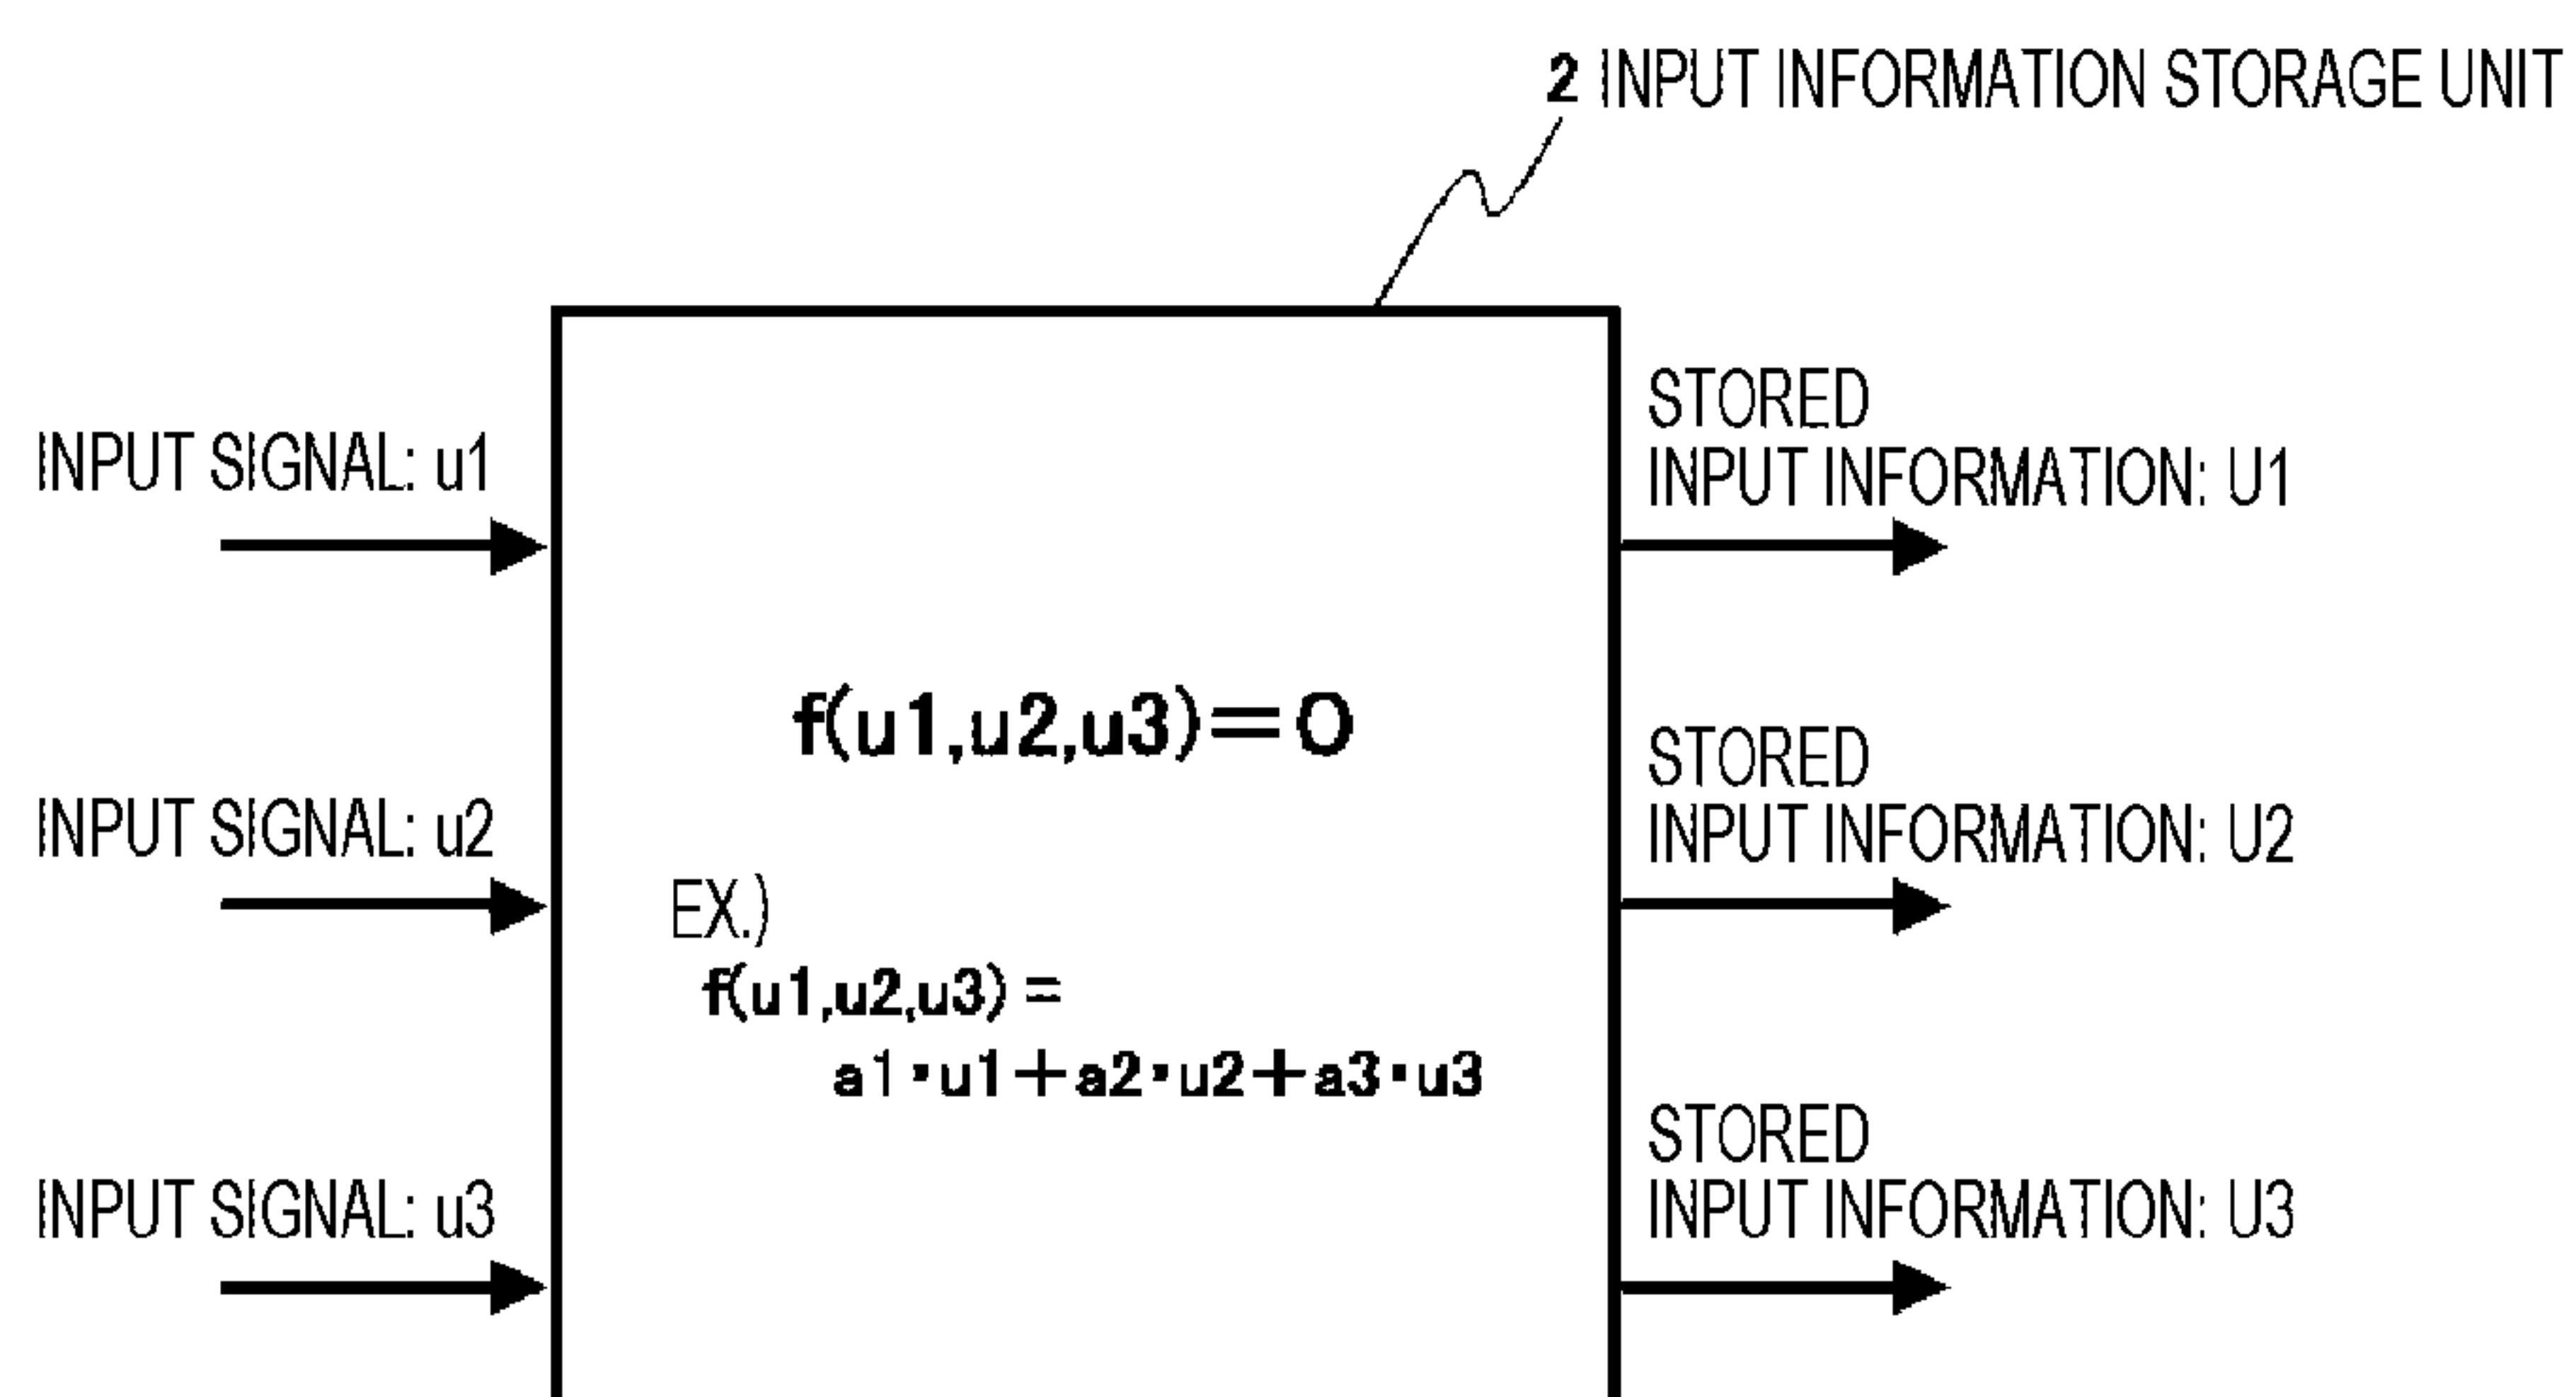 2 INPUT INFORMATION STORAGE UNIT
INPUT SIGNAL: u1
STORED
INPUT INFORMATION: U1
f(u1,u2,u3)=0
INPUT SIGNAL: u2
STORED
INPUT INFORMATION: U2
EX.)
f(u1,u2,u3)=
a1・u1+a2・u2+a3・u3
INPUT SIGNAL: u3
STORED
INPUT INFORMATION: U3